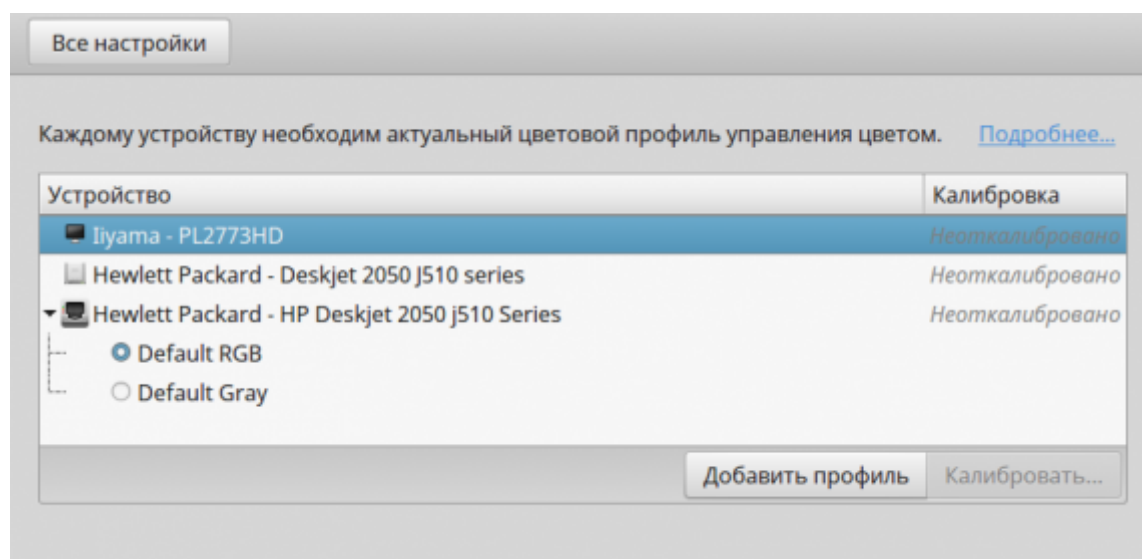 Все настройки
Каждому устройству необходим актуальный цветовой профиль управления цветом. Подробнее...
Устройство Калибровка
Iiyama - PL2773HD Неоткалибровано
Hewlett Packard - Deskjet 2050 J510 series Неоткалибровано
Hewlett Packard - HP Deskjet 2050 j510 Series Неоткалибровано
Default RGB
Default Gray
Добавить профиль Калибровать...